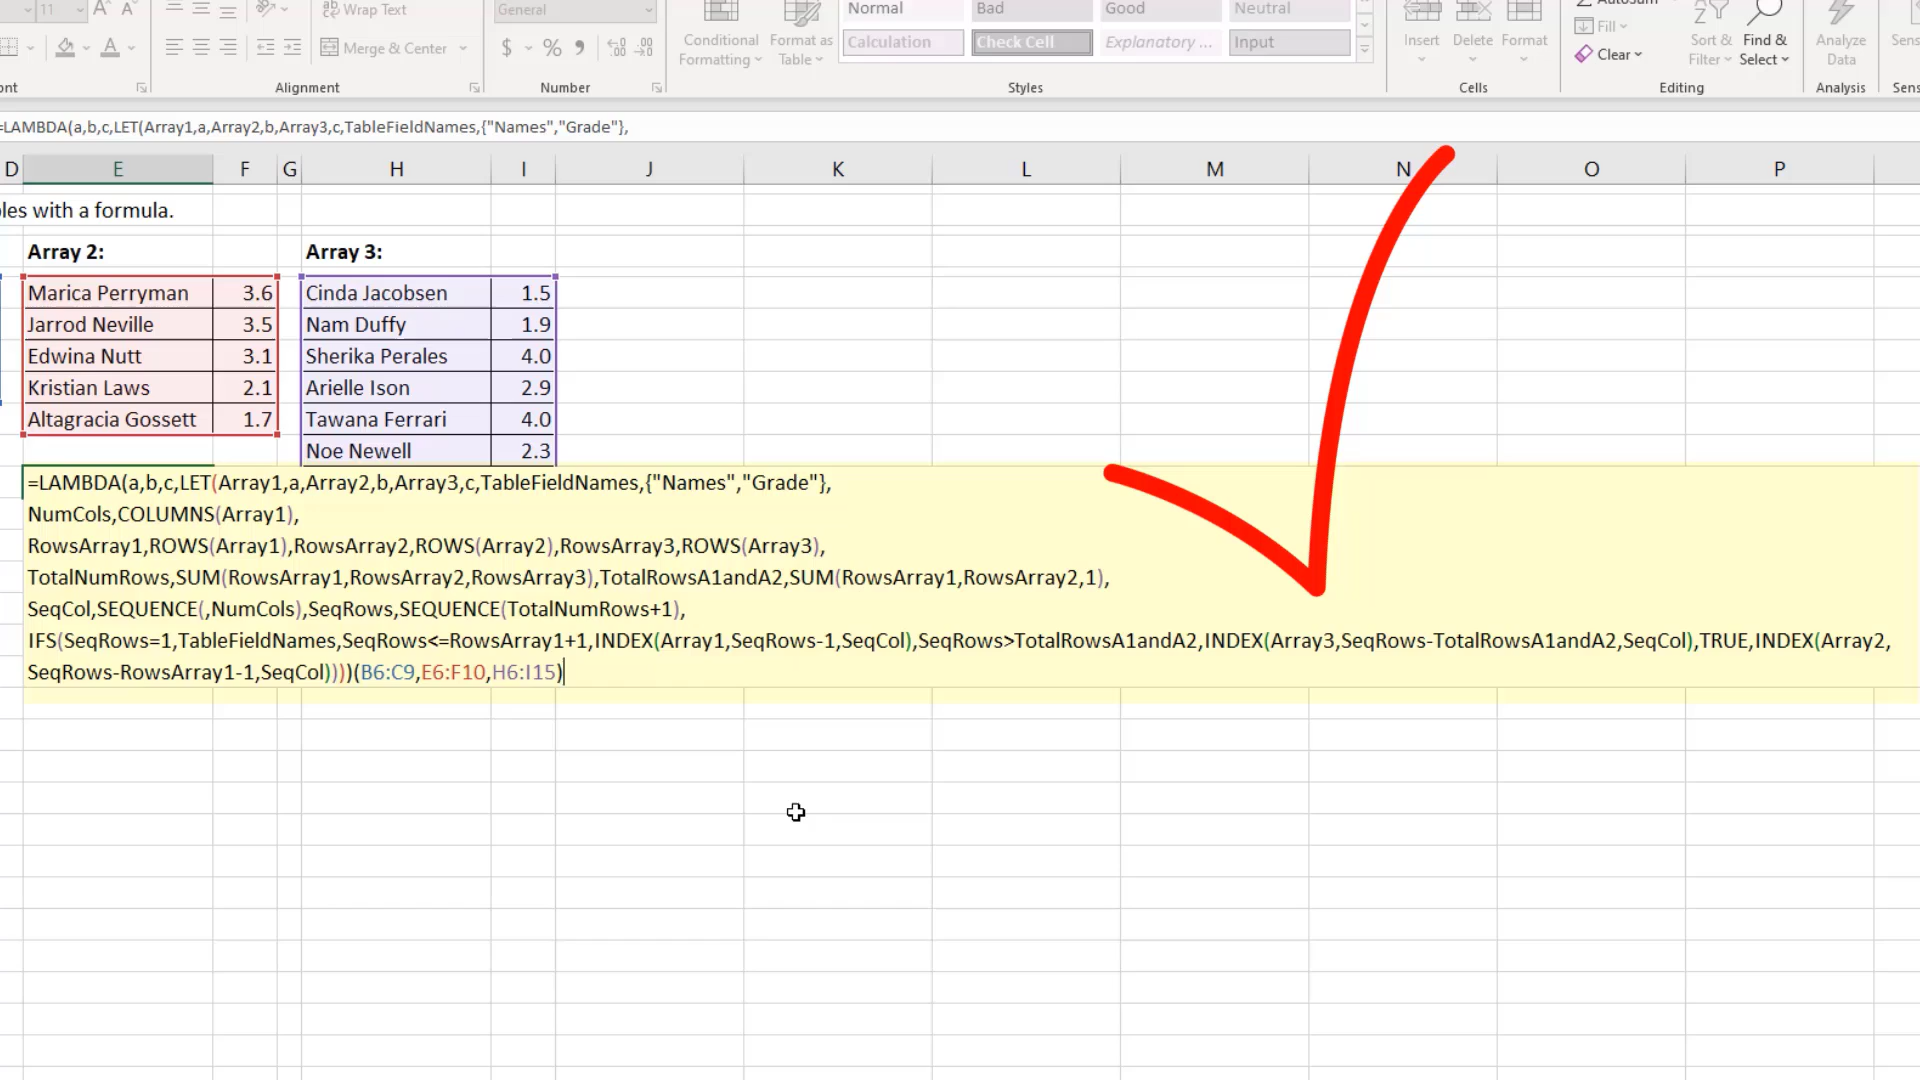 11
Wrap Text
General
Normal
Bad
Good
Neutral
Fill
Merge & Center
$ % 9
Conditional Formatting
Format as Table
Calculation
Check Cell
Explanatory ...
Input
Insert
Delete
Format
Clear
Sort & Filter
Find & Select
Analyze Data
Alignment
Number
Styles
Cells
Editing
Analysis
=LAMBDA(a,b,c,LET(Array1,a,Array2,b,Array3,c,TableFieldNames,{"Names","Grade"},
D E F G H I J K L M N O P
les with a formula.
Array 2: Array 3:
Marica Perryman 3.6 Cinda Jacobsen 1.5
Jarrod Neville 3.5 Nam Duffy 1.9
Edwina Nutt 3.1 Sherika Perales 4.0
Kristian Laws 2.1 Arielle Ison 2.9
Altagracia Gossett 1.7 Tawana Ferrari 4.0
Noe Newell 2.3
=LAMBDA(a,b,c,LET(Array1,a,Array2,b,Array3,c,TableFieldNames,{"Names","Grade"},
NumCols,COLUMNS(Array1),
RowsArray1,ROWS(Array1),RowsArray2,ROWS(Array2),RowsArray3,ROWS(Array3),
TotalNumRows,SUM(RowsArray1,RowsArray2,RowsArray3),TotalRowsA1andA2,SUM(RowsArray1,RowsArray2,1),
SeqCol,SEQUENCE(,NumCols),SeqRows,SEQUENCE(TotalNumRows+1),
IFS(SeqRows=1,TableFieldNames,SeqRows<=RowsArray1+1,INDEX(Array1,SeqRows-1,SeqCol),SeqRows>TotalRowsA1andA2,INDEX(Array3,SeqRows-TotalRowsA1andA2,SeqCol),TRUE,INDEX(Array2,
SeqRows-RowsArray1-1,SeqCol))))(B6:C9,E6:F10,H6:I15)